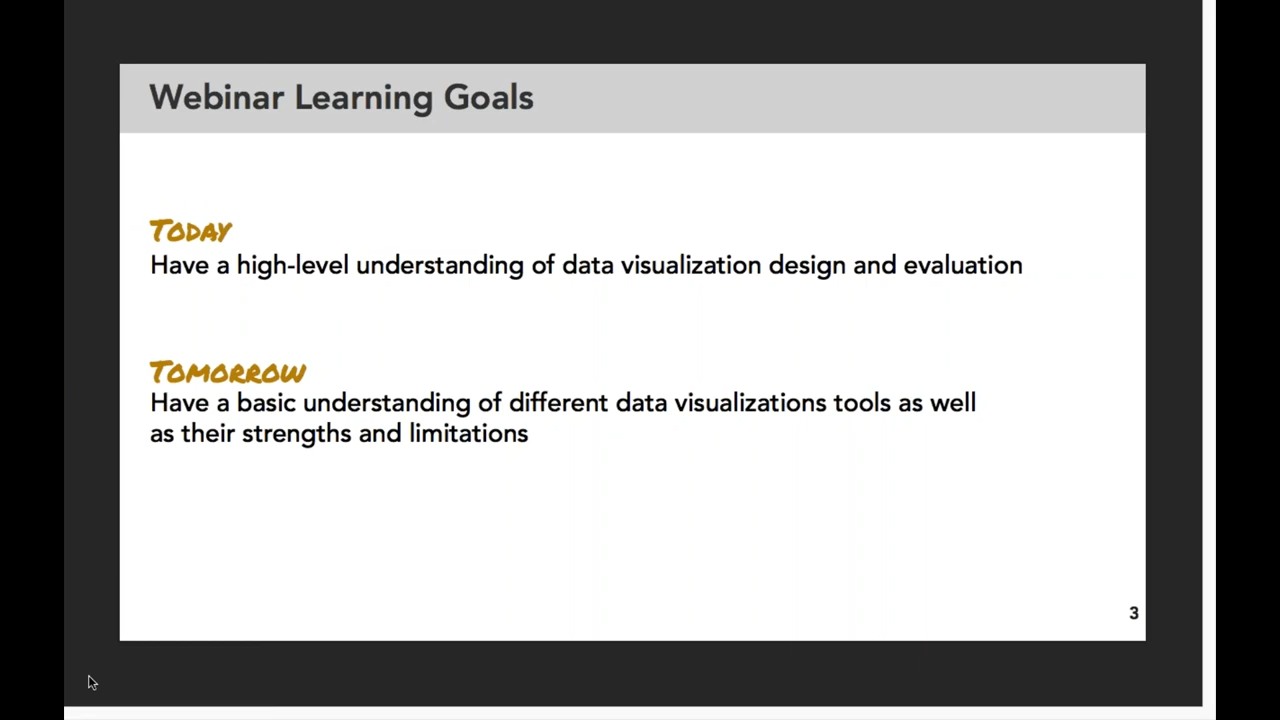 Webinar Learning Goals
Today
Have a high-level understanding of data visualization design and evaluation
Tomorrow
Have a basic understanding of different data visualizations tools as well
as their strengths and limitations
3